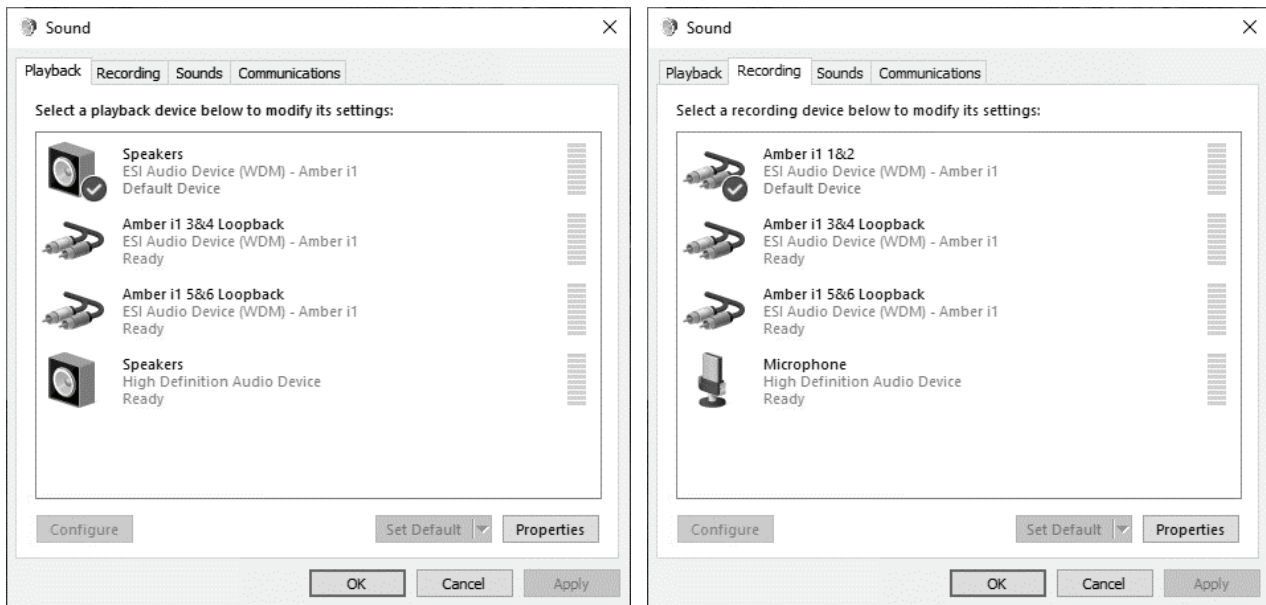 Sound
Playback Recording Sounds Communications
Select a playback device below to modify its settings:
Speakers
ESI Audio Device (WDM) - Amber i1
Default Device
Amber i1 3&4 Loopback
ESI Audio Device (WDM) - Amber i1
Ready
Amber i1 5&6 Loopback
ESI Audio Device (WDM) - Amber i1
Ready
Speakers
High Definition Audio Device
Ready
Configure Set Default Properties
OK Cancel Apply
Sound
Playback Recording Sounds Communications
Select a recording device below to modify its settings:
Amber i1 1&2
ESI Audio Device (WDM) - Amber i1
Default Device
Amber i1 3&4 Loopback
ESI Audio Device (WDM) - Amber i1
Ready
Amber i1 5&6 Loopback
ESI Audio Device (WDM) - Amber i1
Ready
Microphone
High Definition Audio Device
Ready
Configure Set Default Properties
OK Cancel Apply